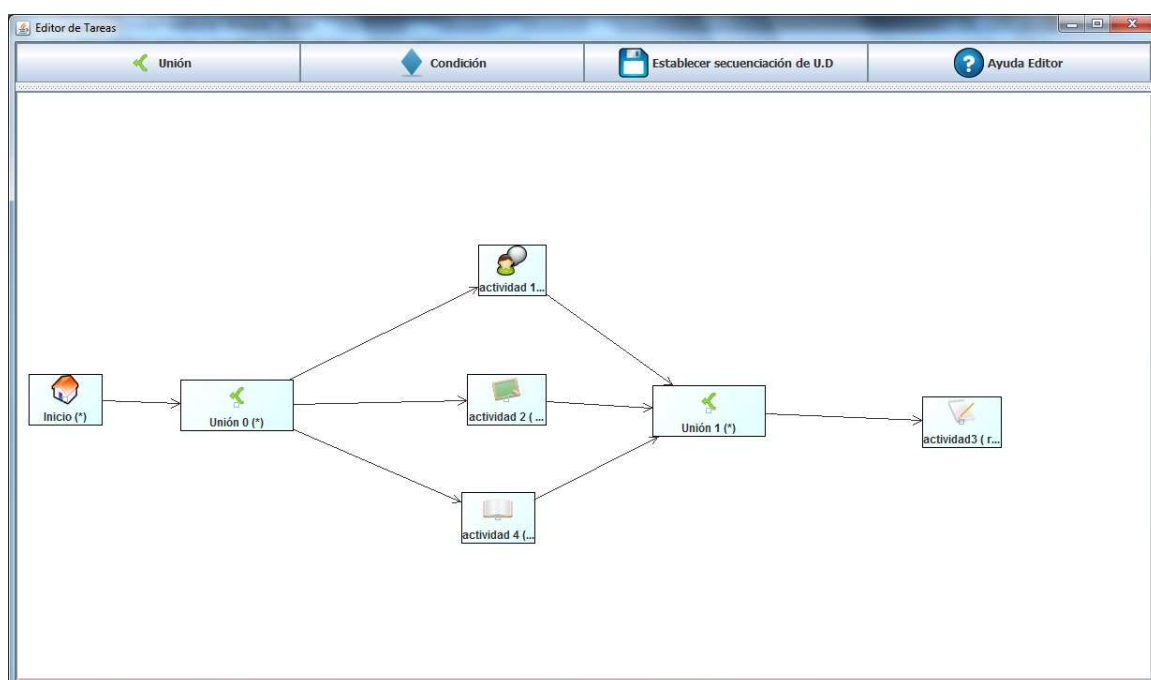 Editor de Tareas
Unión
Condición
Establecer secuenciación de U.D
Ayuda Editor
actividad 1...
Inicio (*)
Unión 0 (*)
actividad 2 ( ...
Unión 1 (*)
actividad3 ( r...
actividad 4 (...